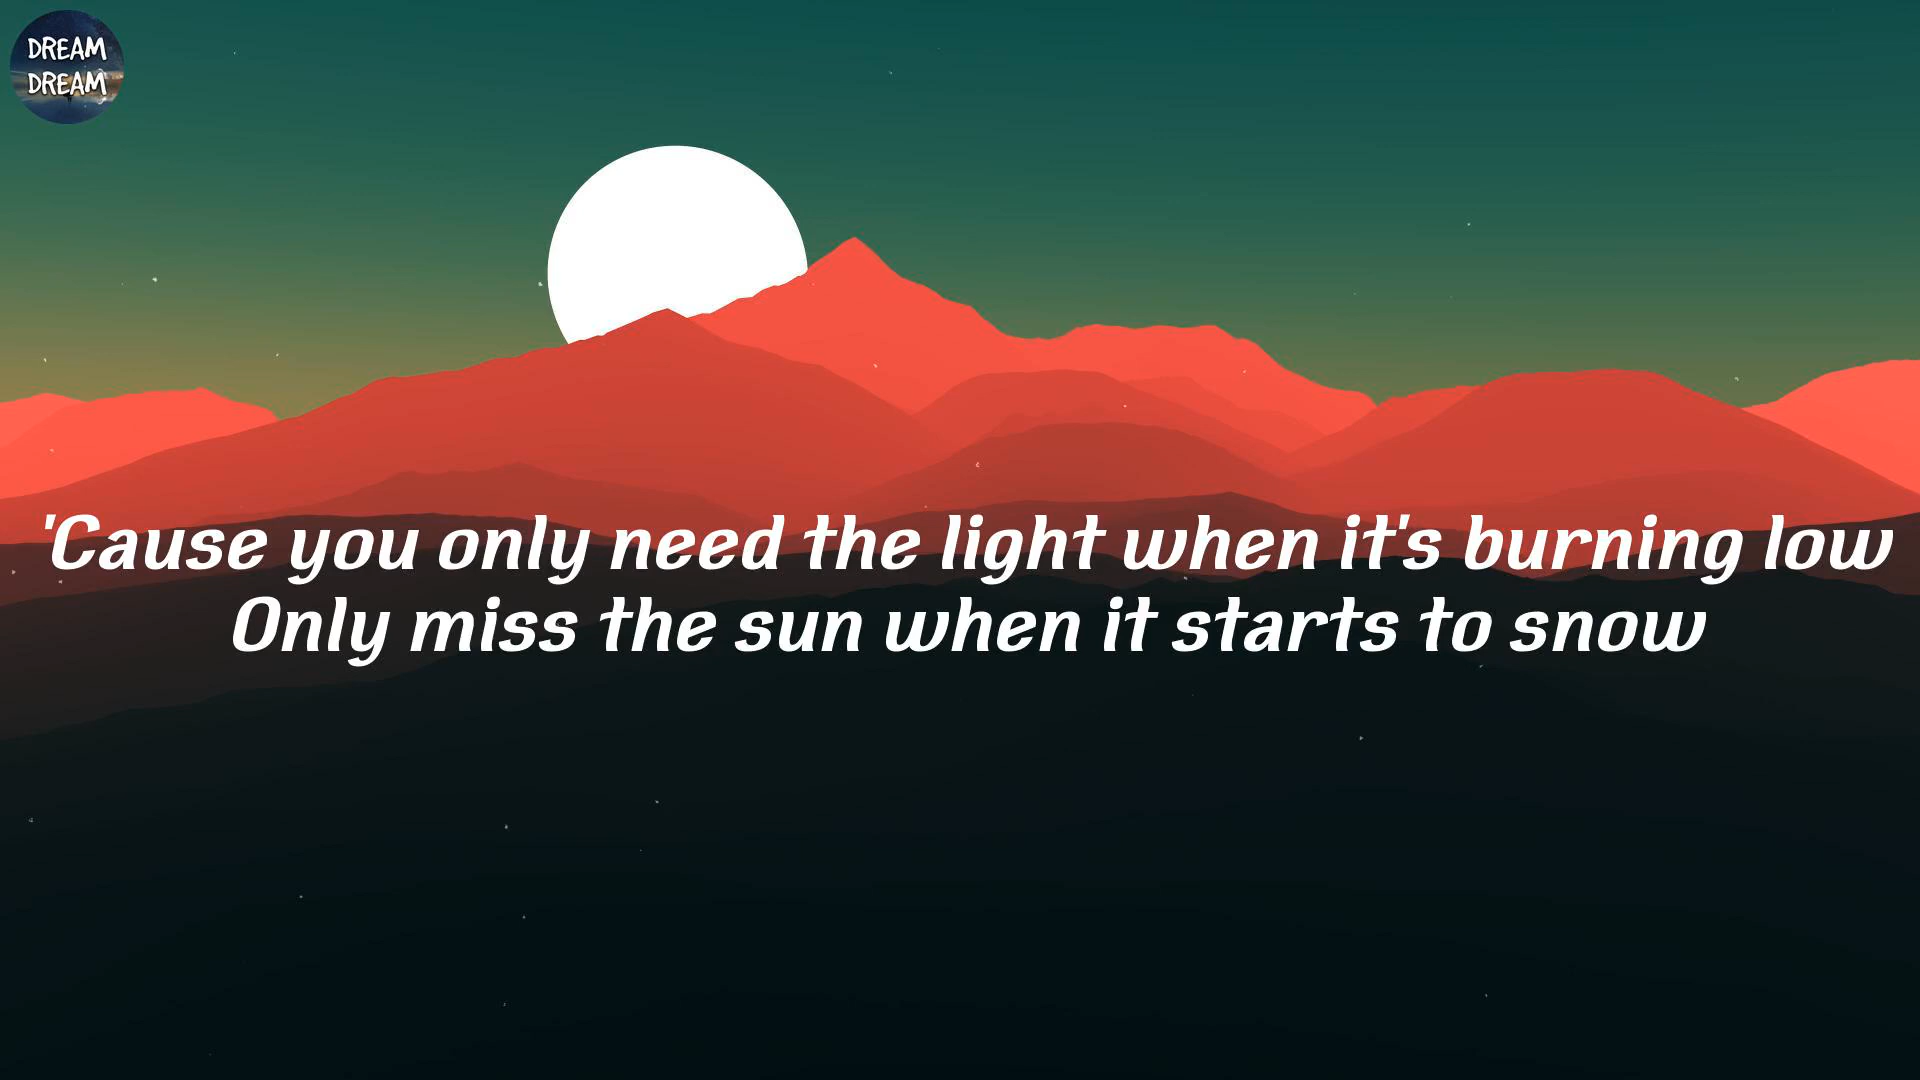 DREAM
DREAM
'Cause you only need the light when it's burning low
Only miss the sun when it starts to snow